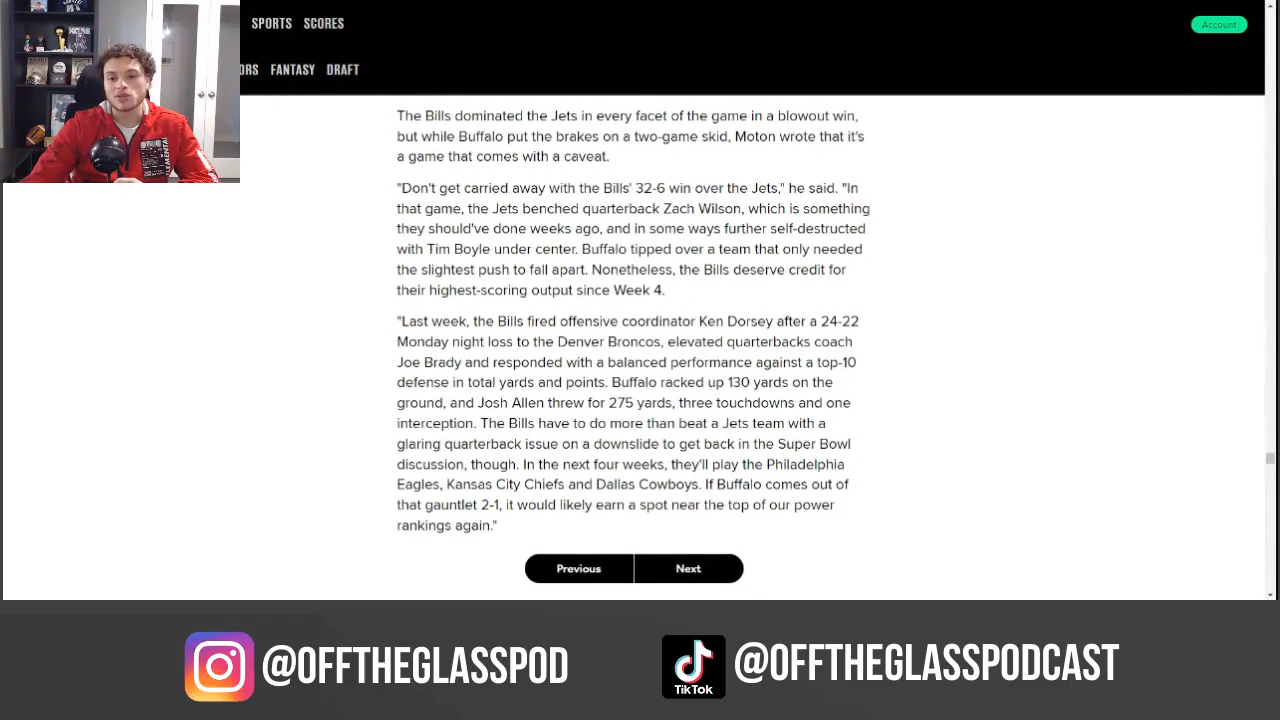 SPORTS SCORES
Account
ORS FANTASY DRAFT
The Bills dominated the Jets in every facet of the game in a blowout win,
but while Buffalo put the brakes on a two-game skid, Moton wrote that it's
a game that comes with a caveat.
"Don't get carried away with the Bills' 32-6 win over the Jets," he said. "In
that game, the Jets benched quarterback Zach Wilson, which is something
they should've done weeks ago, and in some ways further self-destructed
with Tim Boyle under center. Buffalo tipped over a team that only needed
the slightest push to fall apart. Nonetheless, the Bills deserve credit for
their highest-scoring output since Week 4.
"Last week, the Bills fired offensive coordinator Ken Dorsey after a 24-22
Monday night loss to the Denver Broncos, elevated quarterbacks coach
Joe Brady and responded with a balanced performance against a top-10
defense in total yards and points. Buffalo racked up 130 yards on the
ground, and Josh Allen threw for 275 yards, three touchdowns and one
interception. The Bills have to do more than beat a Jets team with a
glaring quarterback issue on a downslide to get back in the Super Bowl
discussion, though. In the next four weeks, they'll play the Philadelphia
Eagles, Kansas City Chiefs and Dallas Cowboys. If Buffalo comes out of
that gauntlet 2-1, it would likely earn a spot near the top of our power
rankings again."
Previous Next
@OFFTHEGLASSPOD
TikTok @OFFTHEGLASSPODCAST